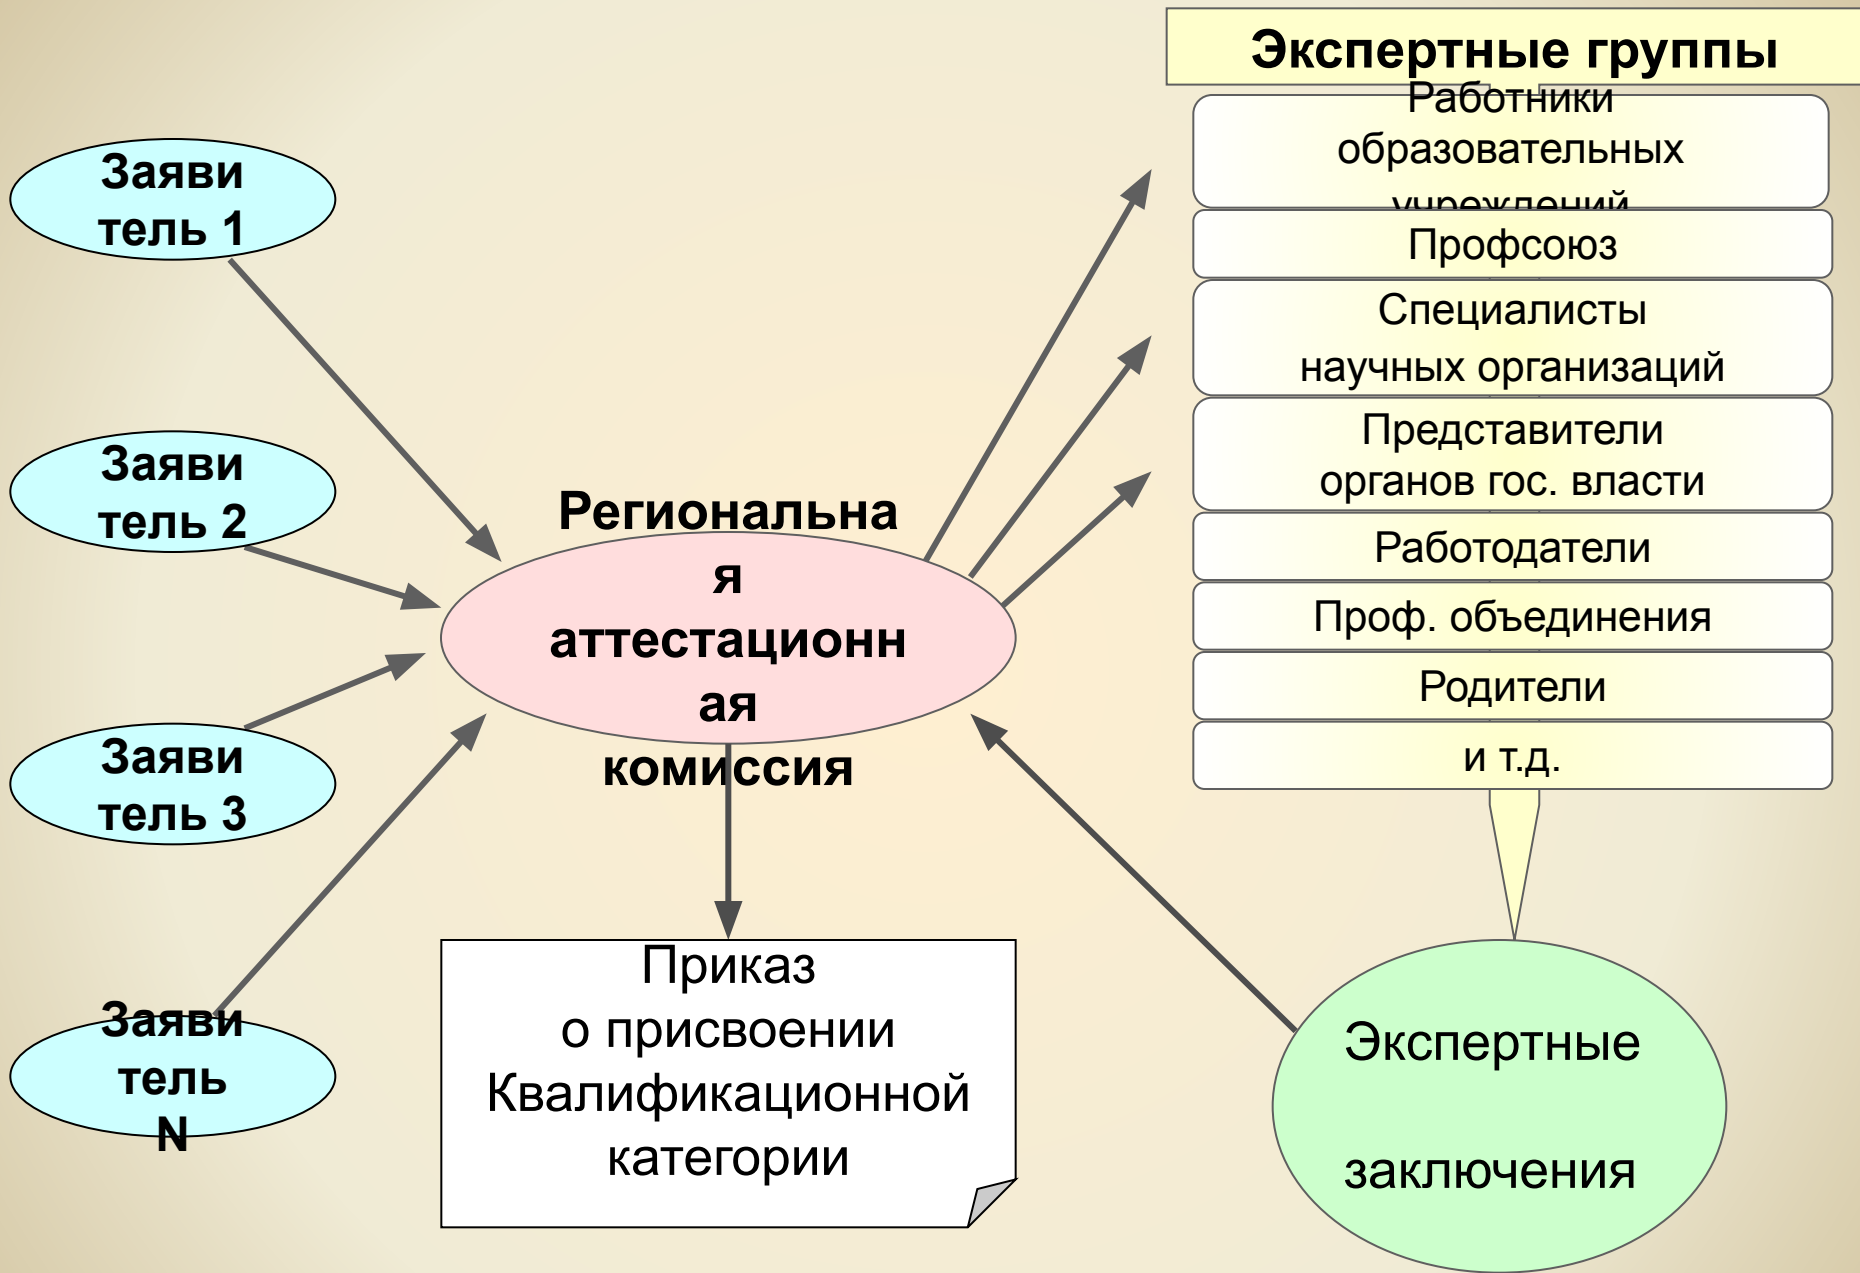 Экспертные группы
Работники
образовательных
учреждений
Профсоюз
Специалисты
научных организаций
Представители
органов гос. власти
Работодатели
Проф. объединения
Родители
и т.д.
Заяви
тель 1
Заяви
тель 2
Заяви
тель 3
Заяви
тель
N
Региональна
я
аттестационн
ая
комиссия
Приказ
о присвоении
Квалификационной
категории
Экспертные
заключения